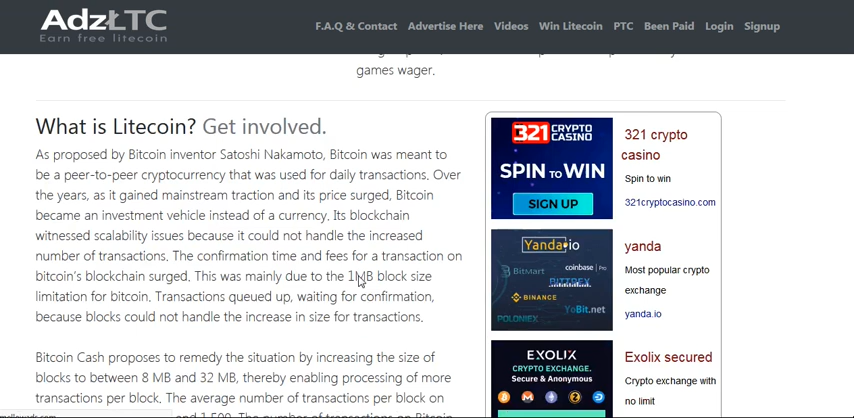 AdzŁTC
Earn free litecoin
F.A.Q & Contact Advertise Here Videos Win Litecoin PTC Been Paid Login Signup
games wager.
What is Litecoin? Get involved.
As proposed by Bitcoin inventor Satoshi Nakamoto, Bitcoin was meant to
be a peer-to-peer cryptocurrency that was used for daily transactions. Over
the years, as it gained mainstream traction and its price surged, Bitcoin
became an investment vehicle instead of a currency. Its blockchain
witnessed scalability issues because it could not handle the increased
number of transactions. The confirmation time and fees for a transaction on
bitcoin's blockchain surged. This was mainly due to the 1MB block size
limitation for bitcoin. Transactions queued up, waiting for confirmation,
because blocks could not handle the increase in size for transactions.
Bitcoin Cash proposes to remedy the situation by increasing the size of
blocks to between 8 MB and 32 MB, thereby enabling processing of more
transactions per block. The average number of transactions per block on
and 1,500. The number of transactions on Bitcoin
321 CRYPTO
CASINO
SPIN TO WIN
SIGN UP
321 crypto
casino
Spin to win
321cryptocasino.com
Yanda.io
BITMART
coinbase | Pro
BITTREX
BINANCE
YoBit.net
POLONIEX
yanda
Most popular crypto
exchange
yanda.io
EXOLIX
CRYPTO EXCHANGE.
Secure & Anonymous
Exolix secured
Crypto exchange with
no limit